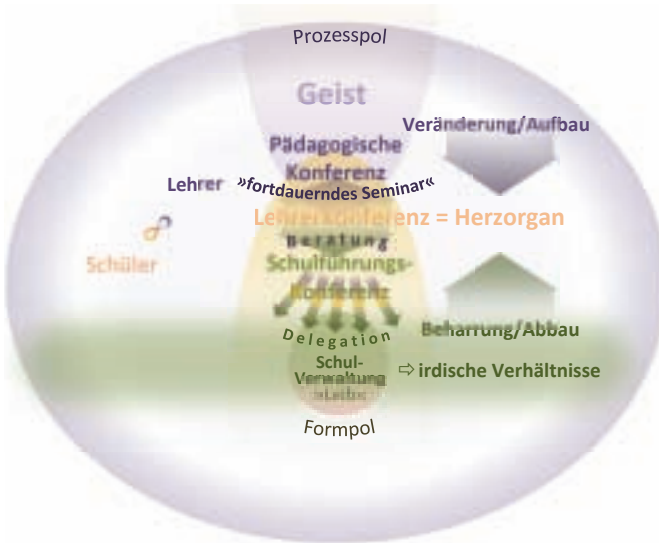 Prozesspol
Geist
Veränderung/Aufbau
Pädagogische
Konferenz
Lehrer
»fortdauerndes Seminar«
Lehrerkonferenz = Herzorgan
Beratung
Schüler
Schulführungs-
Konferenz
Delegation
Beharrung/Abbau
Schul-
Verwaltung
⇨ irdische Verhältnisse
Formpol